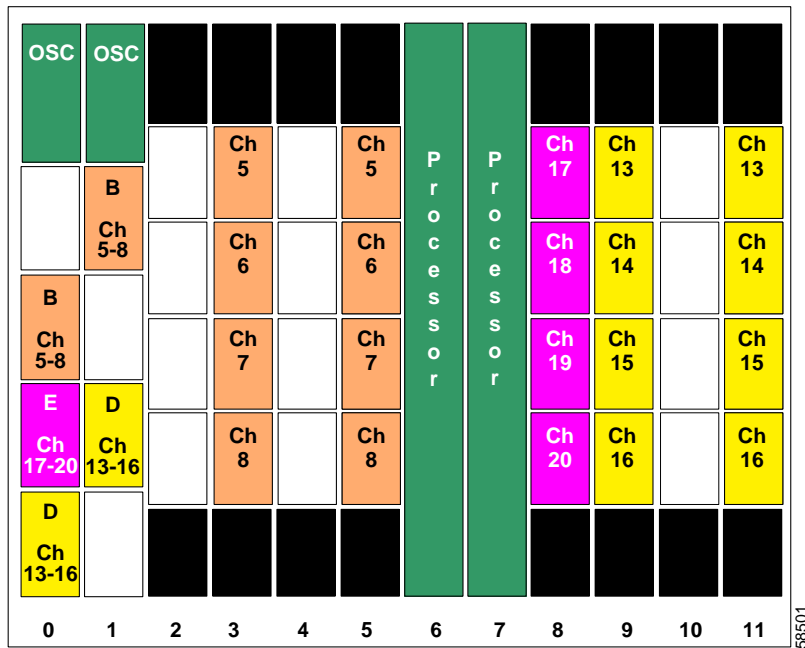 OSC OSC
B
Ch
5-8
B
Ch
5-8
E
Ch
17-20
D
Ch
13-16
D
Ch
13-16
Ch
5
Ch
6
Ch
7
Ch
8
Ch
5
Ch
6
Ch
7
Ch
8
Processor
Processor
Ch
17
Ch
18
Ch
19
Ch
20
Ch
13
Ch
14
Ch
15
Ch
16
Ch
13
Ch
14
Ch
15
Ch
16
0 1 2 3 4 5 6 7 8 9 10 11
58501